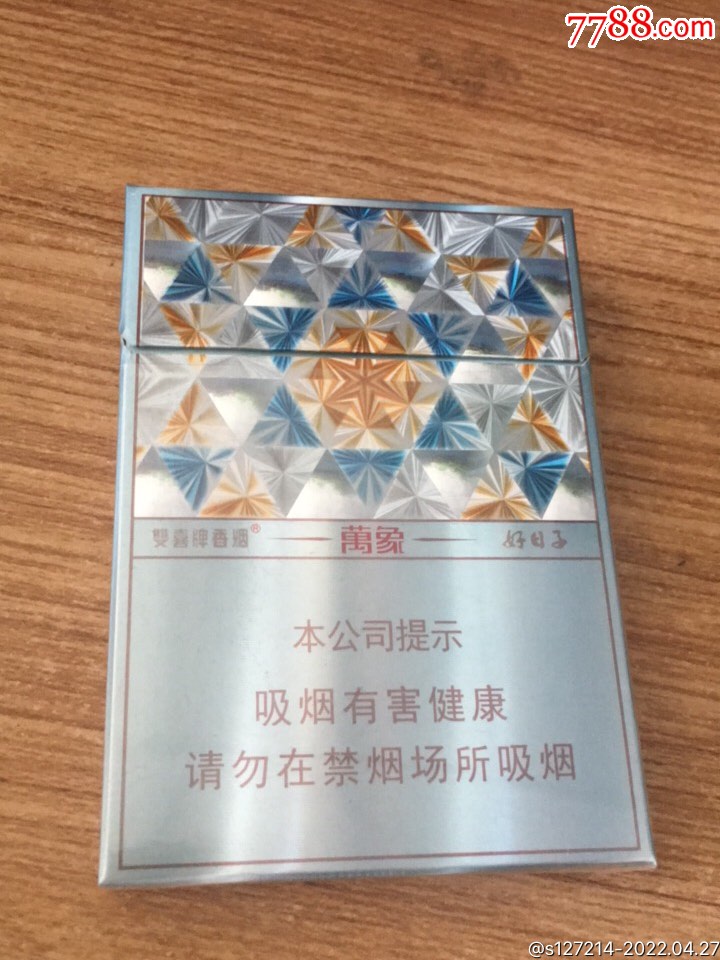 7788.com
雙喜牌香烟® 萬象 好日子
本公司提示
吸烟有害健康
请勿在禁烟场所吸烟
@s127214-2022.04.27